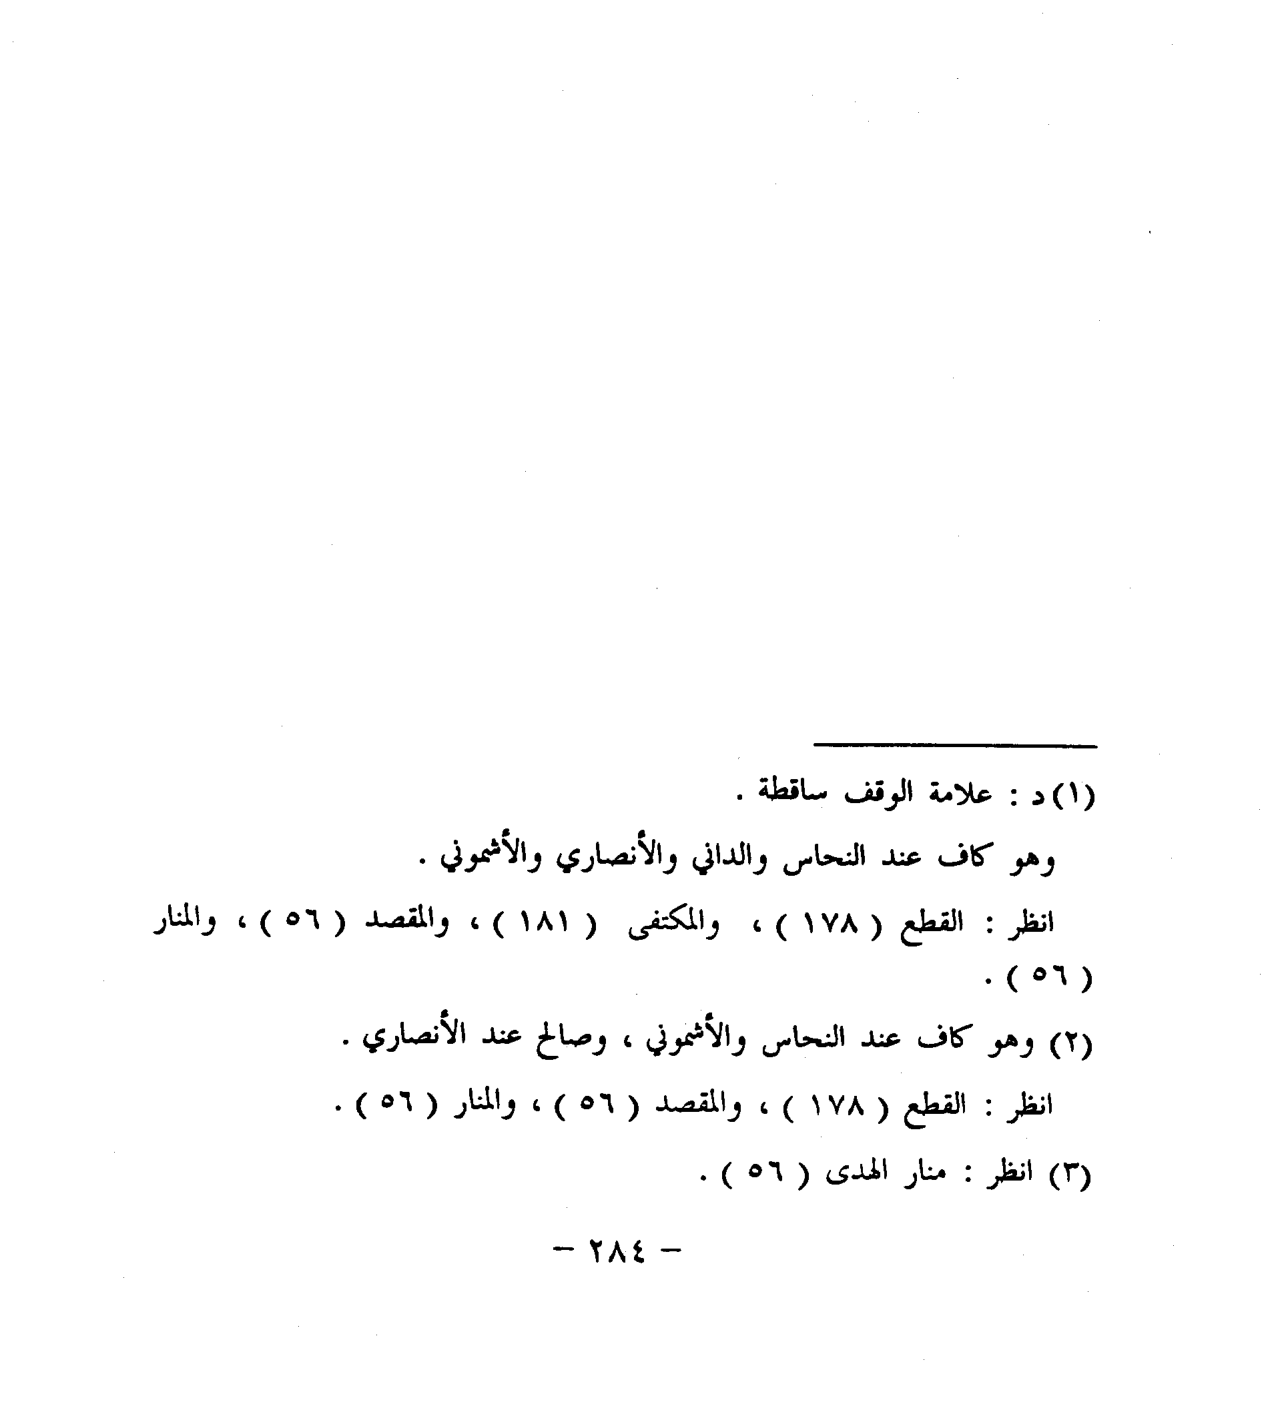 (١) د : علامة الوقف ساقطة .
وهو كاف عند النحاس والداني والأنصاري والأشموني .
انظر : القطع ( ١٧٨ ) ، والمكتفى ( ١٨١ ) ، والمقصد ( ٥٦ ) ، والمنار
( ٥٦ ) .
(٢) وهو كاف عند النحاس والأشموني ، وصالح عند الأنصاري .
انظر : القطع ( ١٧٨ ) ، والمقصد ( ٥٦ ) ، والمنار ( ٥٦ ) .
(٣) انظر : منار الهدى ( ٥٦ ) .
– ٢٨٤ –